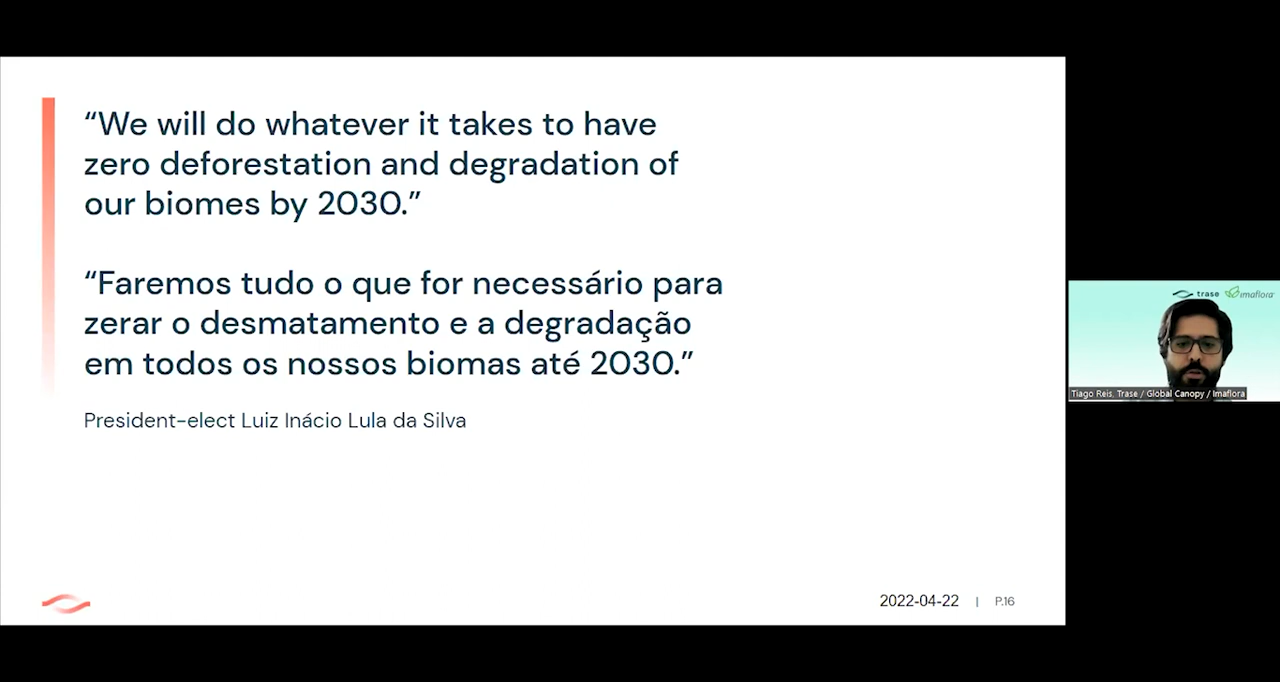 “We will do whatever it takes to have
zero deforestation and degradation of
our biomes by 2030.”
“Faremos tudo o que for necessário para
zerar o desmatamento e a degradação
em todos os nossos biomas até 2030.”
President-elect Luiz Inácio Lula da Silva
2022-04-22 | P.16
trase imaflora
Tiago Reis, Trase / Global Canopy / Imaflora